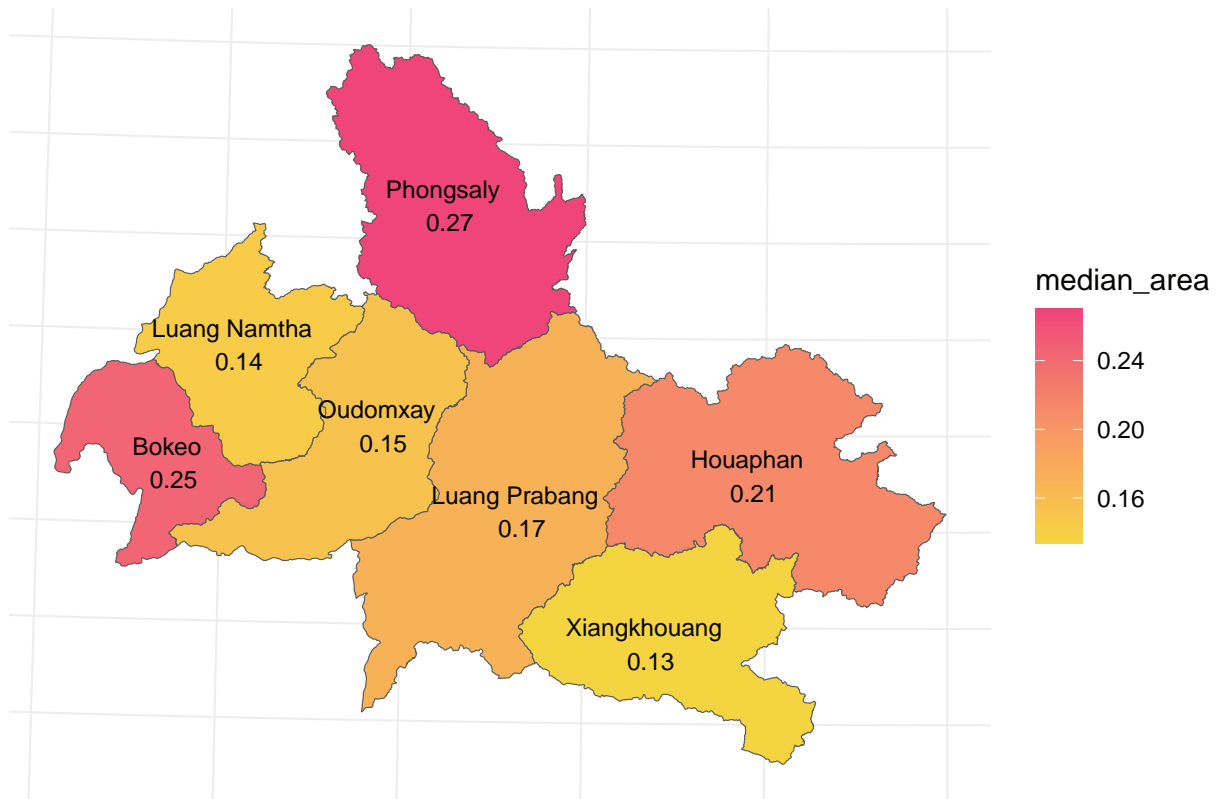 Phongsaly
0.27
Luang Namtha
0.14
Oudomxay
0.15
Bokeo
0.25
Luang Prabang
0.17
Houaphan
0.21
Xiangkhouang
0.13
median_area
0.24
0.20
0.16